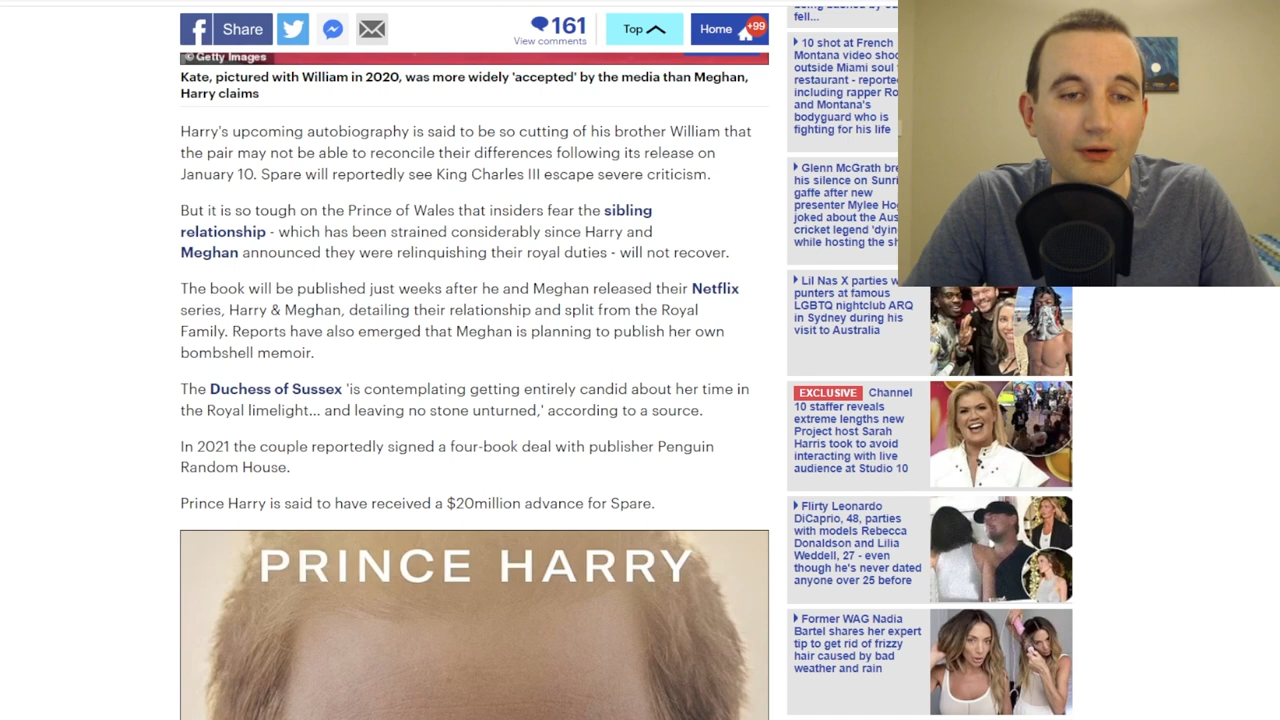 being bashed by
fell...
Share
161
View comments
Top
Home
+99
© Getty Images
Kate, pictured with William in 2020, was more widely 'accepted' by the media than Meghan,
Harry claims
Harry's upcoming autobiography is said to be so cutting of his brother William that
the pair may not be able to reconcile their differences following its release on
January 10. Spare will reportedly see King Charles III escape severe criticism.
But it is so tough on the Prince of Wales that insiders fear the sibling
relationship - which has been strained considerably since Harry and
Meghan announced they were relinquishing their royal duties - will not recover.
The book will be published just weeks after he and Meghan released their Netflix
series, Harry & Meghan, detailing their relationship and split from the Royal
Family. Reports have also emerged that Meghan is planning to publish her own
bombshell memoir.
The Duchess of Sussex 'is contemplating getting entirely candid about her time in
the Royal limelight... and leaving no stone unturned,' according to a source.
In 2021 the couple reportedly signed a four-book deal with publisher Penguin
Random House.
Prince Harry is said to have received a $20million advance for Spare.
PRINCE HARRY
10 shot at French
Montana video shoo
outside Miami soul
restaurant - reporte
including rapper Ro
and Montana's
bodyguard who is
fighting for his life
Glenn McGrath bre
his silence on Sunri
gaffe after new
presenter Mylee Ho
joked about the Aus
cricket legend 'dyin
while hosting the sh
Lil Nas X parties w
punters at famous
LGBTQ nightclub ARQ
in Sydney during his
visit to Australia
EXCLUSIVE Channel
10 staffer reveals
extreme lengths new
Project host Sarah
Harris took to avoid
interacting with live
audience at Studio 10
Flirty Leonardo
DiCaprio, 48, parties
with models Rebecca
Donaldson and Lilia
Weddell, 27 - even
though he's never dated
anyone over 25 before
Former WAG Nadia
Bartel shares her expert
tip to get rid of frizzy
hair caused by bad
weather and rain